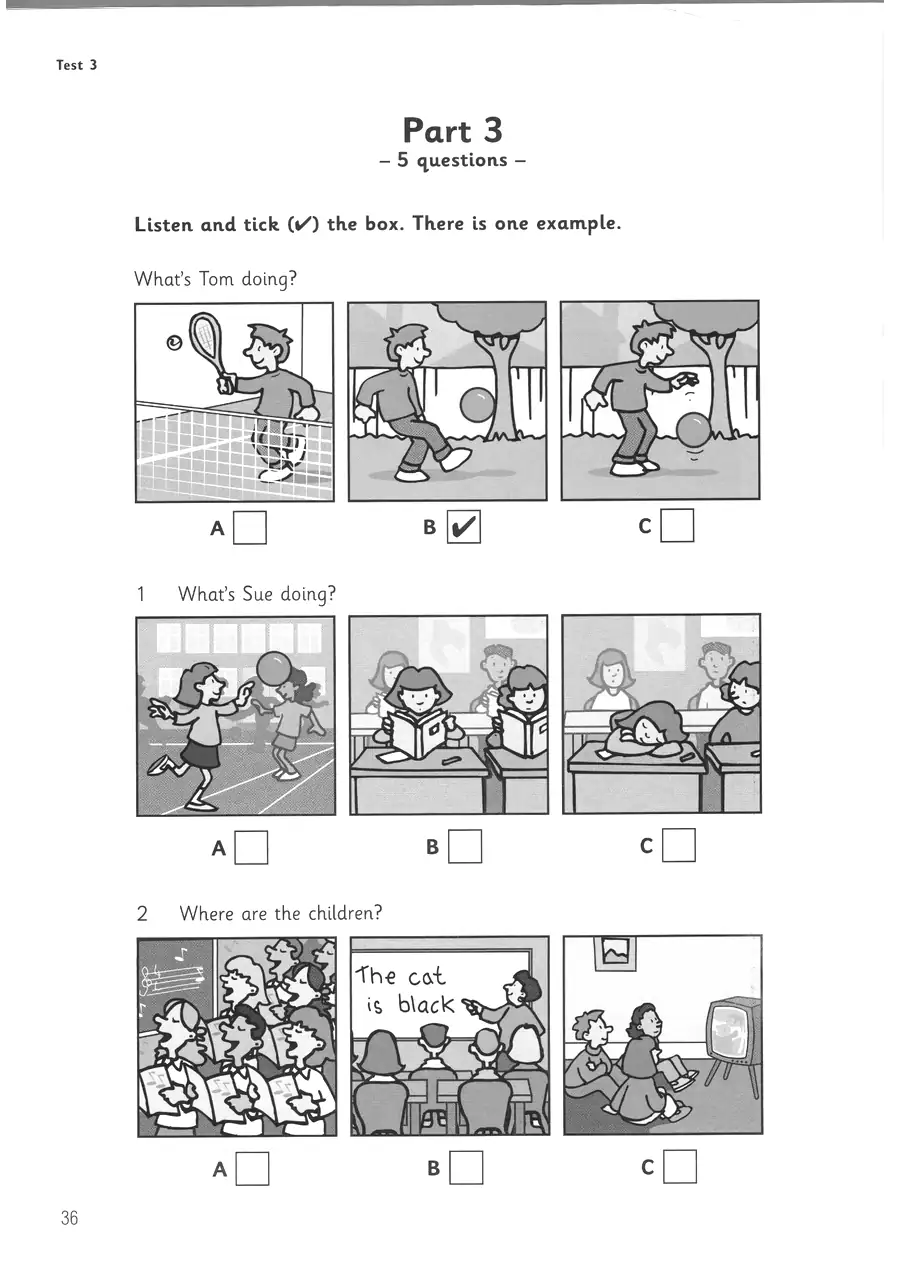 Test 3
Part 3
– 5 questions –
Listen and tick (✔) the box. There is one example.
What's Tom doing?
A
B ✔
C
1 What's Sue doing?
A
B
C
2 Where are the children?
The cat
is black
A
B
C
36